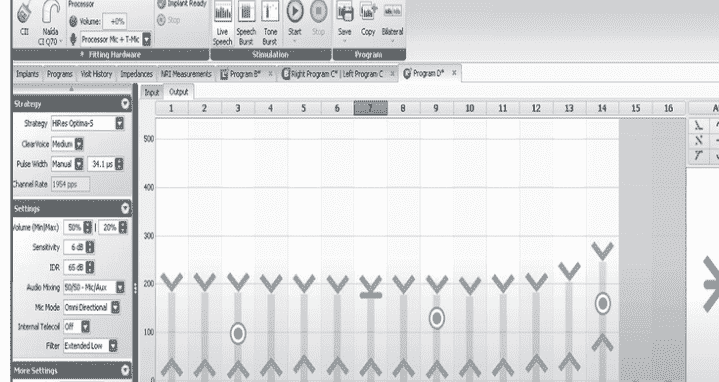 Processor
Implant Ready
Volume: +0%
Stop
CII
Naída
CI Q70
Processor Mic + T-Mic
Live
Speech
Speech
Burst
Tone
Burst
Start
Stop
Save
Copy
Bilateral
Fitting Hardware
Stimulation
Program
Implants
Programs
Visit History
Impedances
NRI Measurements
Program B*
Right Program C* | Left Program C
Program D*
Strategy
Strategy HiRes Optima-S
ClearVoice Medium
Pulse Width Manual 34.1 µs
Channel Rate 1954 pps
Settings
Volume (Min|Max) 50% | 20%
Sensitivity 6 dB
IDR 65 dB
Audio Mixing 50/50 - Mic/Aux
Mic Mode Omni Directional
Internal Telecoil Off
Filter Extended Low
More Settings
Input Output
1 2 3 4 5 6 7 8 9 10 11 12 13 14 15 16
500
400
300
200
100
0